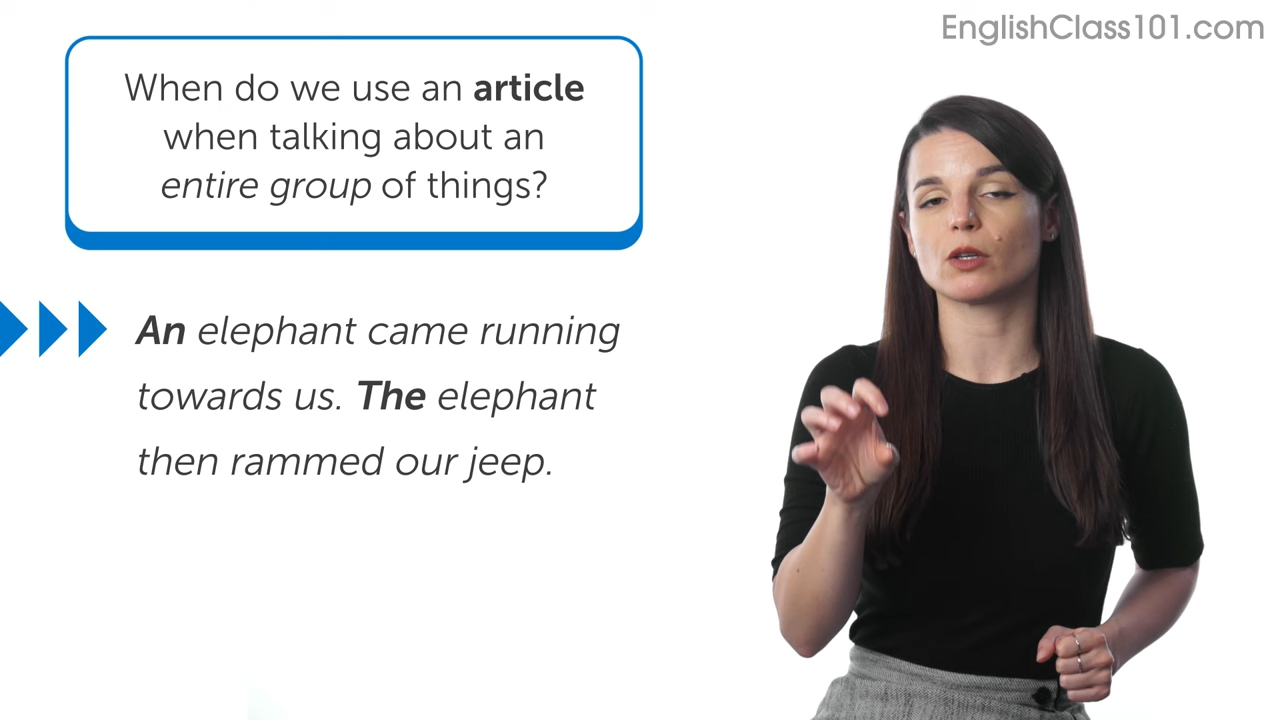 EnglishClass101.com
When do we use an article
when talking about an
entire group of things?
An elephant came running
towards us. The elephant
then rammed our jeep.